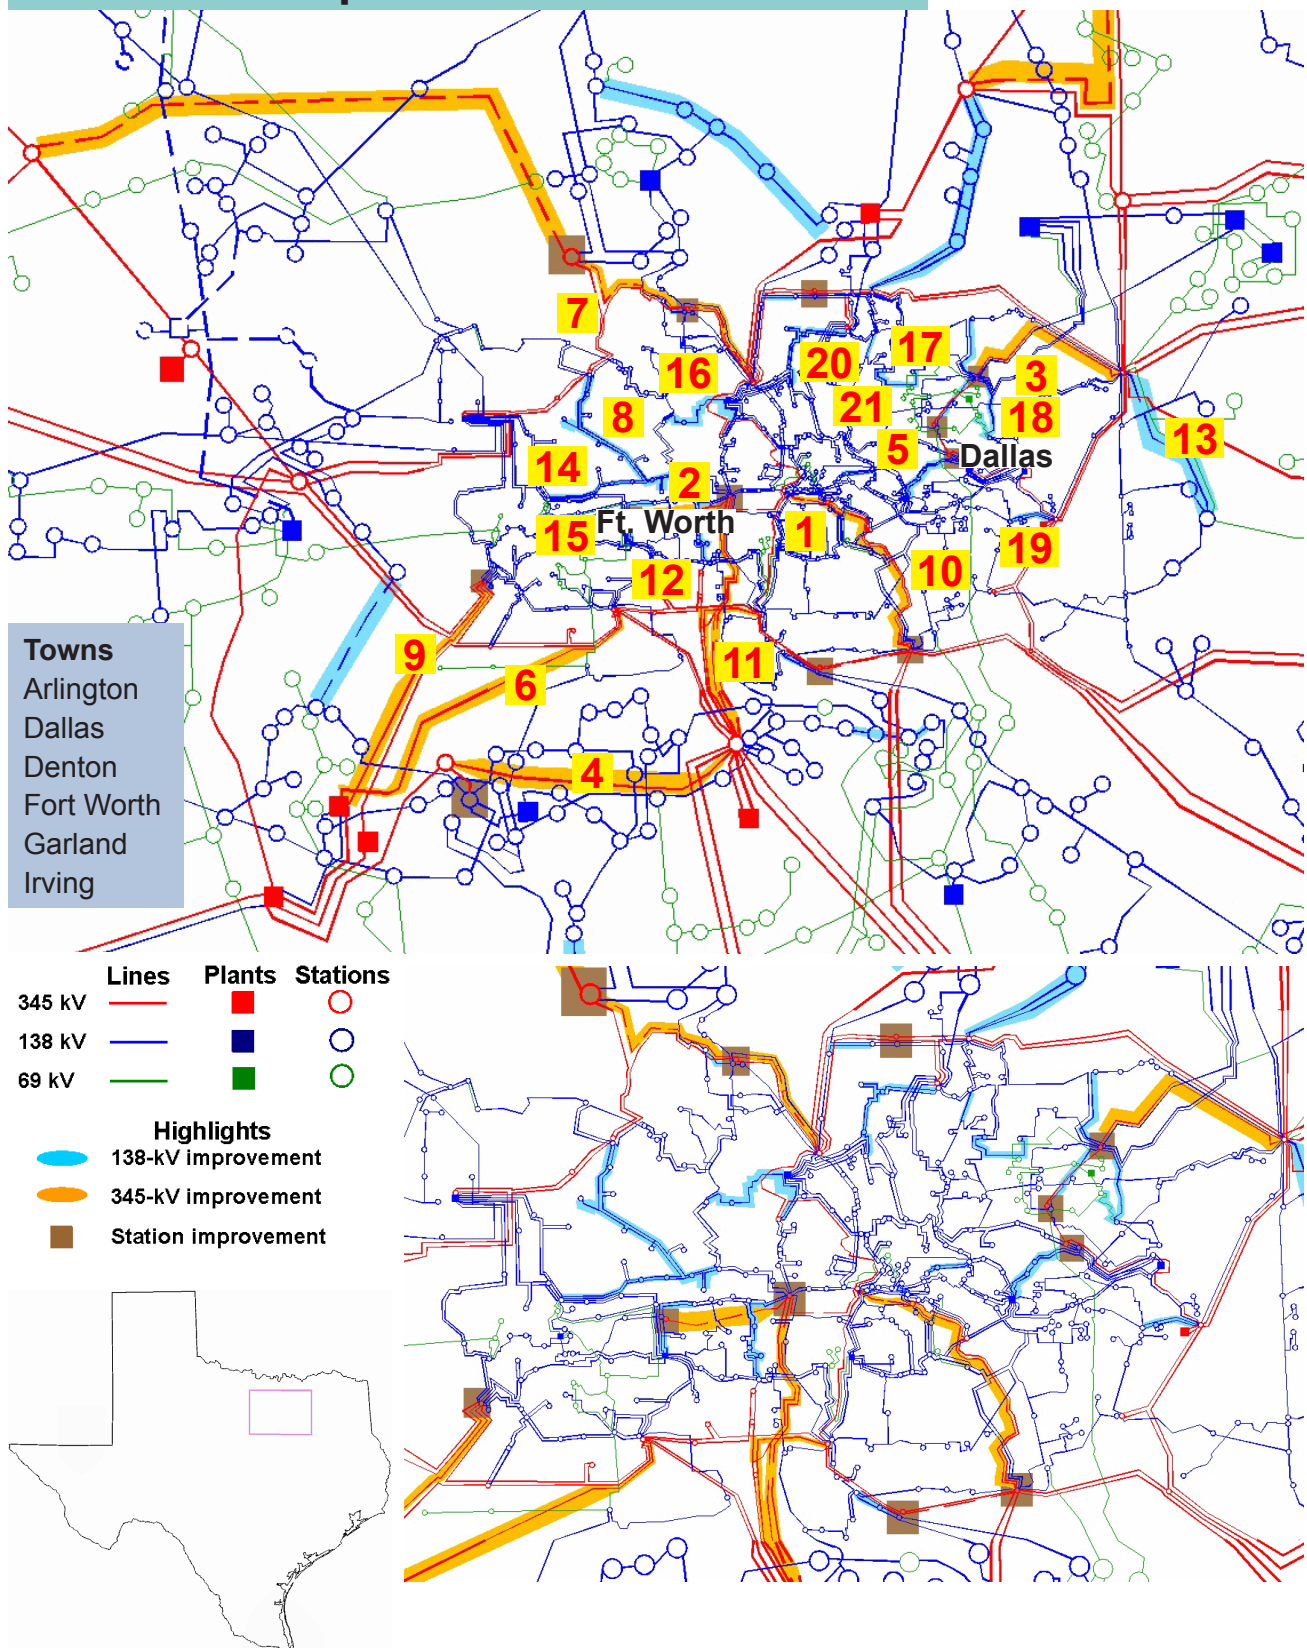 7
16
20
17
3
8
21
18
14
2
5
Dallas
13
15
Ft. Worth
1
12
10
19
9
6
11
4
Towns
Arlington
Dallas
Denton
Fort Worth
Garland
Irving
Lines Plants Stations
345 kV
138 kV
69 kV
Highlights
138-kV improvement
345-kV improvement
Station improvement